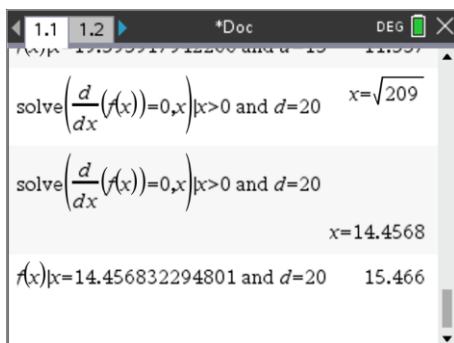 1.1 1.2 *Doc DEG
solve(d/dx(f(x))=0,x)|x>0 and d=20 x=√209
solve(d/dx(f(x))=0,x)|x>0 and d=20
x=14.4568
f(x)|x=14.456832294801 and d=20 15.466